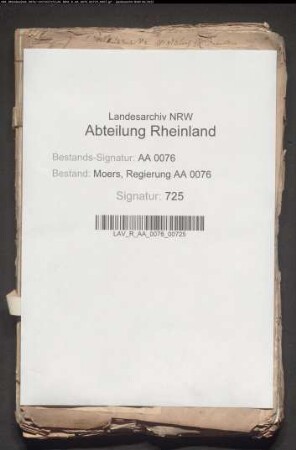 Landesarchiv NRW
Abteilung Rheinland
Bestands-Signatur: AA 0076
Bestand: Moers, Regierung AA 0076
Signatur: 725
LAV_R_AA_0076_00725